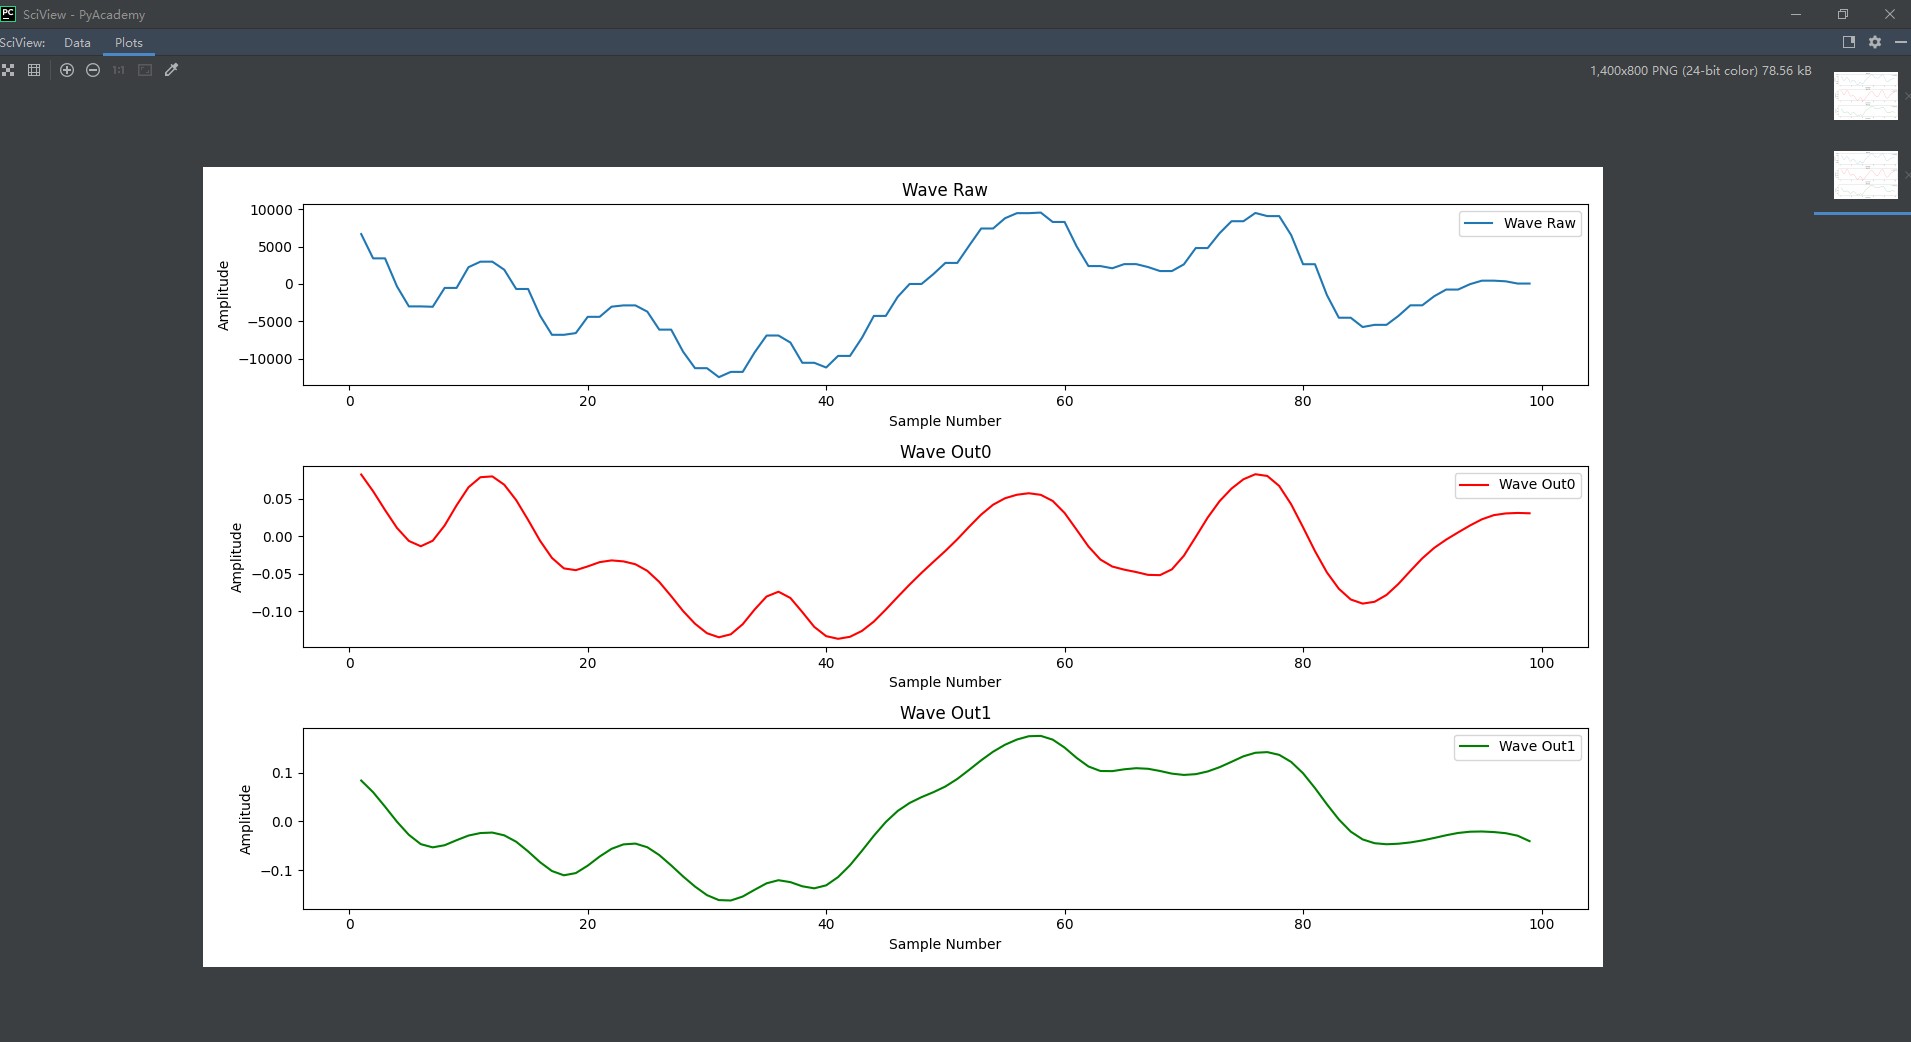 PC SciView - PyAcademy
SciView: Data Plots
1:1 1,400x800 PNG (24-bit color) 78.56 kB
Wave Raw
10000
5000
0
−5000
−10000
Amplitude
Wave Raw
0 20 40 60 80 100
Sample Number
Wave Out0
0.05
0.00
−0.05
−0.10
Amplitude
Wave Out0
0 20 40 60 80 100
Sample Number
Wave Out1
0.1
0.0
−0.1
Amplitude
Wave Out1
0 20 40 60 80 100
Sample Number